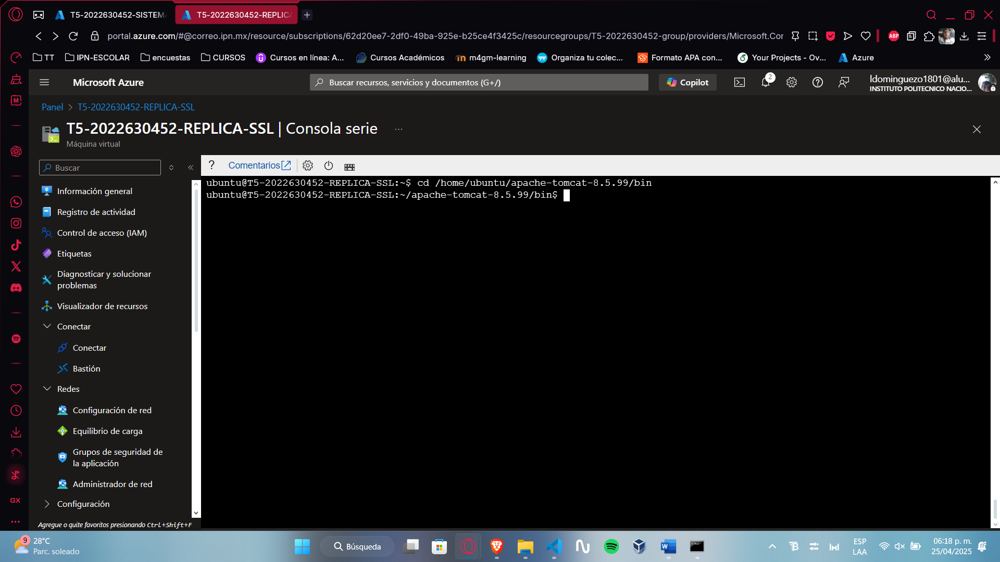 T5-2022630452-SISTEM
T5-2022630452-REPLIC
portal.azure.com/#@correo.ipn.mx/resource/subscriptions/62d20ee7-2df0-49ba-925e-b25ce4f3425c/resourcegroups/T5-2022630452-group/providers/Microsoft.Cor
ABP
TT
IPN-ESCOLAR
encuestas
CURSOS
Cursos en línea: A...
Cursos Académicos
m4gm-learning
Organiza tu colec...
Formato APA con...
Your Projects - Ov...
Azure
Microsoft Azure
Buscar recursos, servicios y documentos (G+/)
Copilot
2
ldominguezo1801@alu...
INSTITUTO POLITECNICO NACIO...
Panel > T5-2022630452-REPLICA-SSL
T5-2022630452-REPLICA-SSL | Consola serie ...
Máquina virtual
Buscar
? Comentarios
Información general
Registro de actividad
Control de acceso (IAM)
Etiquetas
Diagnosticar y solucionar
problemas
Visualizador de recursos
Conectar
Conectar
Bastión
Redes
Configuración de red
Equilibrio de carga
Grupos de seguridad de
la aplicación
Administrador de red
Configuración
Agregue o quite favoritos presionando Ctrl+Shift+F
ubuntu@T5-2022630452-REPLICA-SSL:~$ cd /home/ubuntu/apache-tomcat-8.5.99/bin
ubuntu@T5-2022630452-REPLICA-SSL:~/apache-tomcat-8.5.99/bin$
GX
9
28°C
Parc. soleado
Búsqueda
ESP
LAA
06:18 p. m.
25/04/2025